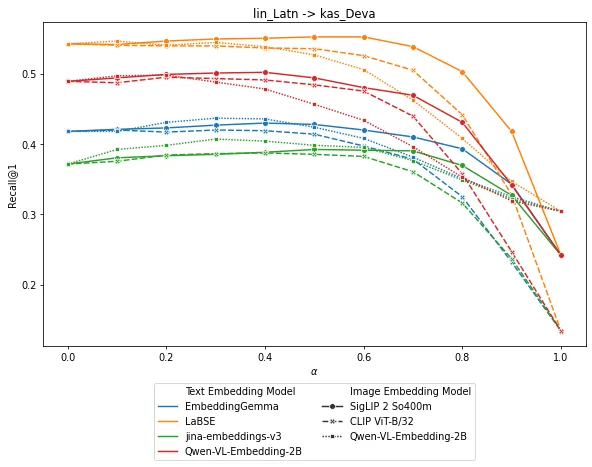 lin_Latn -> kas_Deva
Recall@1
0.5
0.4
0.3
0.2
0.0 0.2 0.4 0.6 0.8 1.0
α
Text Embedding Model Image Embedding Model
EmbeddingGemma SigLIP 2 So400m
LaBSE CLIP ViT-B/32
jina-embeddings-v3 Qwen-VL-Embedding-2B
Qwen-VL-Embedding-2B